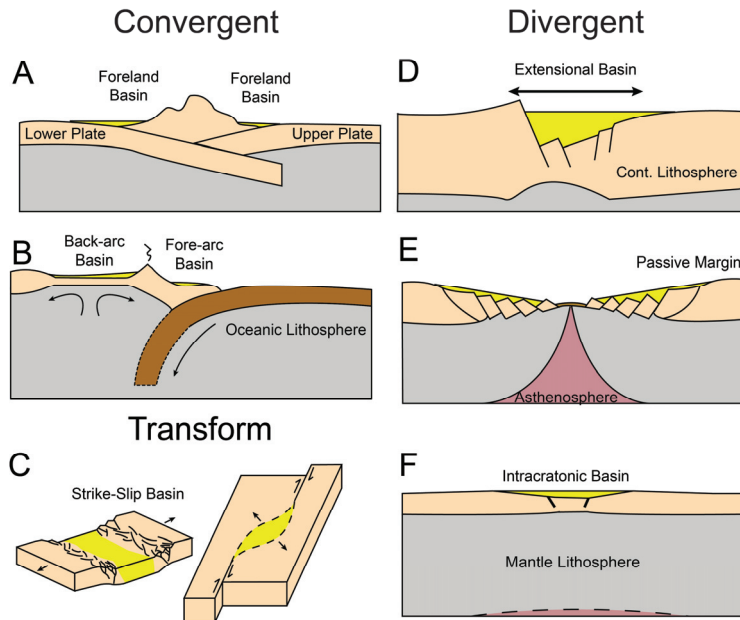 Convergent
Divergent
A
Foreland
Basin
Foreland
Basin
Lower Plate
Upper Plate
B
Back-arc
Basin
Fore-arc
Basin
Oceanic Lithosphere
Transform
C
Strike-Slip Basin
D
Extensional Basin
Cont. Lithosphere
E
Passive Margin
Asthenosphere
F
Intracratonic Basin
Mantle Lithosphere